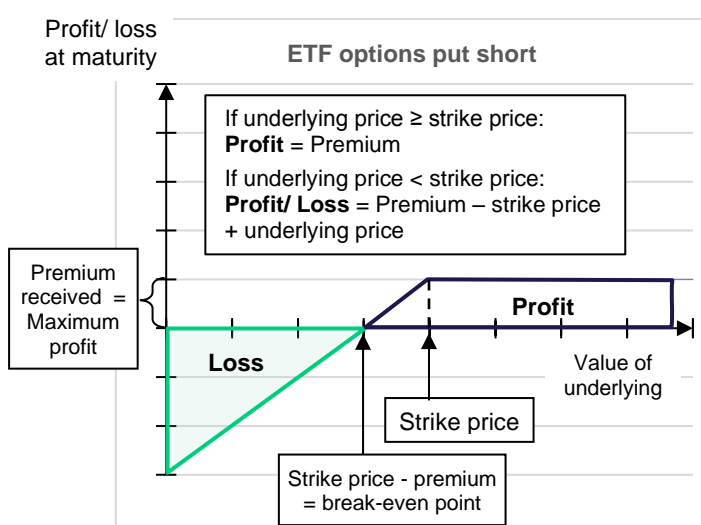 Profit/ loss
at maturity
ETF options put short
If underlying price ≥ strike price:
Profit = Premium
If underlying price < strike price:
Profit/ Loss = Premium – strike price
+ underlying price
Premium
received =
Maximum
profit
Profit
Loss
Value of
underlying
Strike price
Strike price - premium
= break-even point